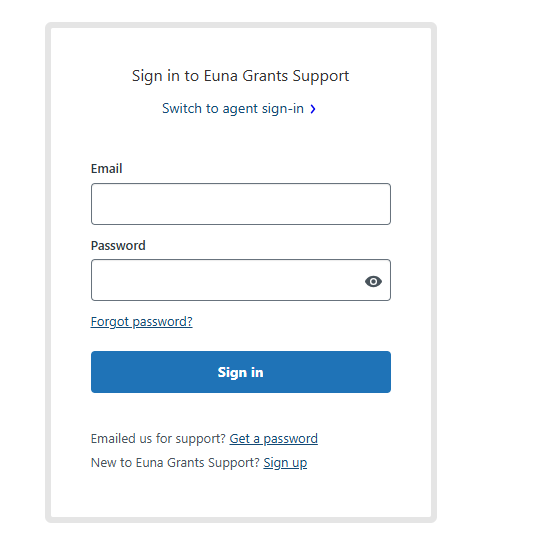 Sign in to Euna Grants Support
Switch to agent sign-in ›
Email
Password
Forgot password?
Sign in
Emailed us for support? Get a password
New to Euna Grants Support? Sign up